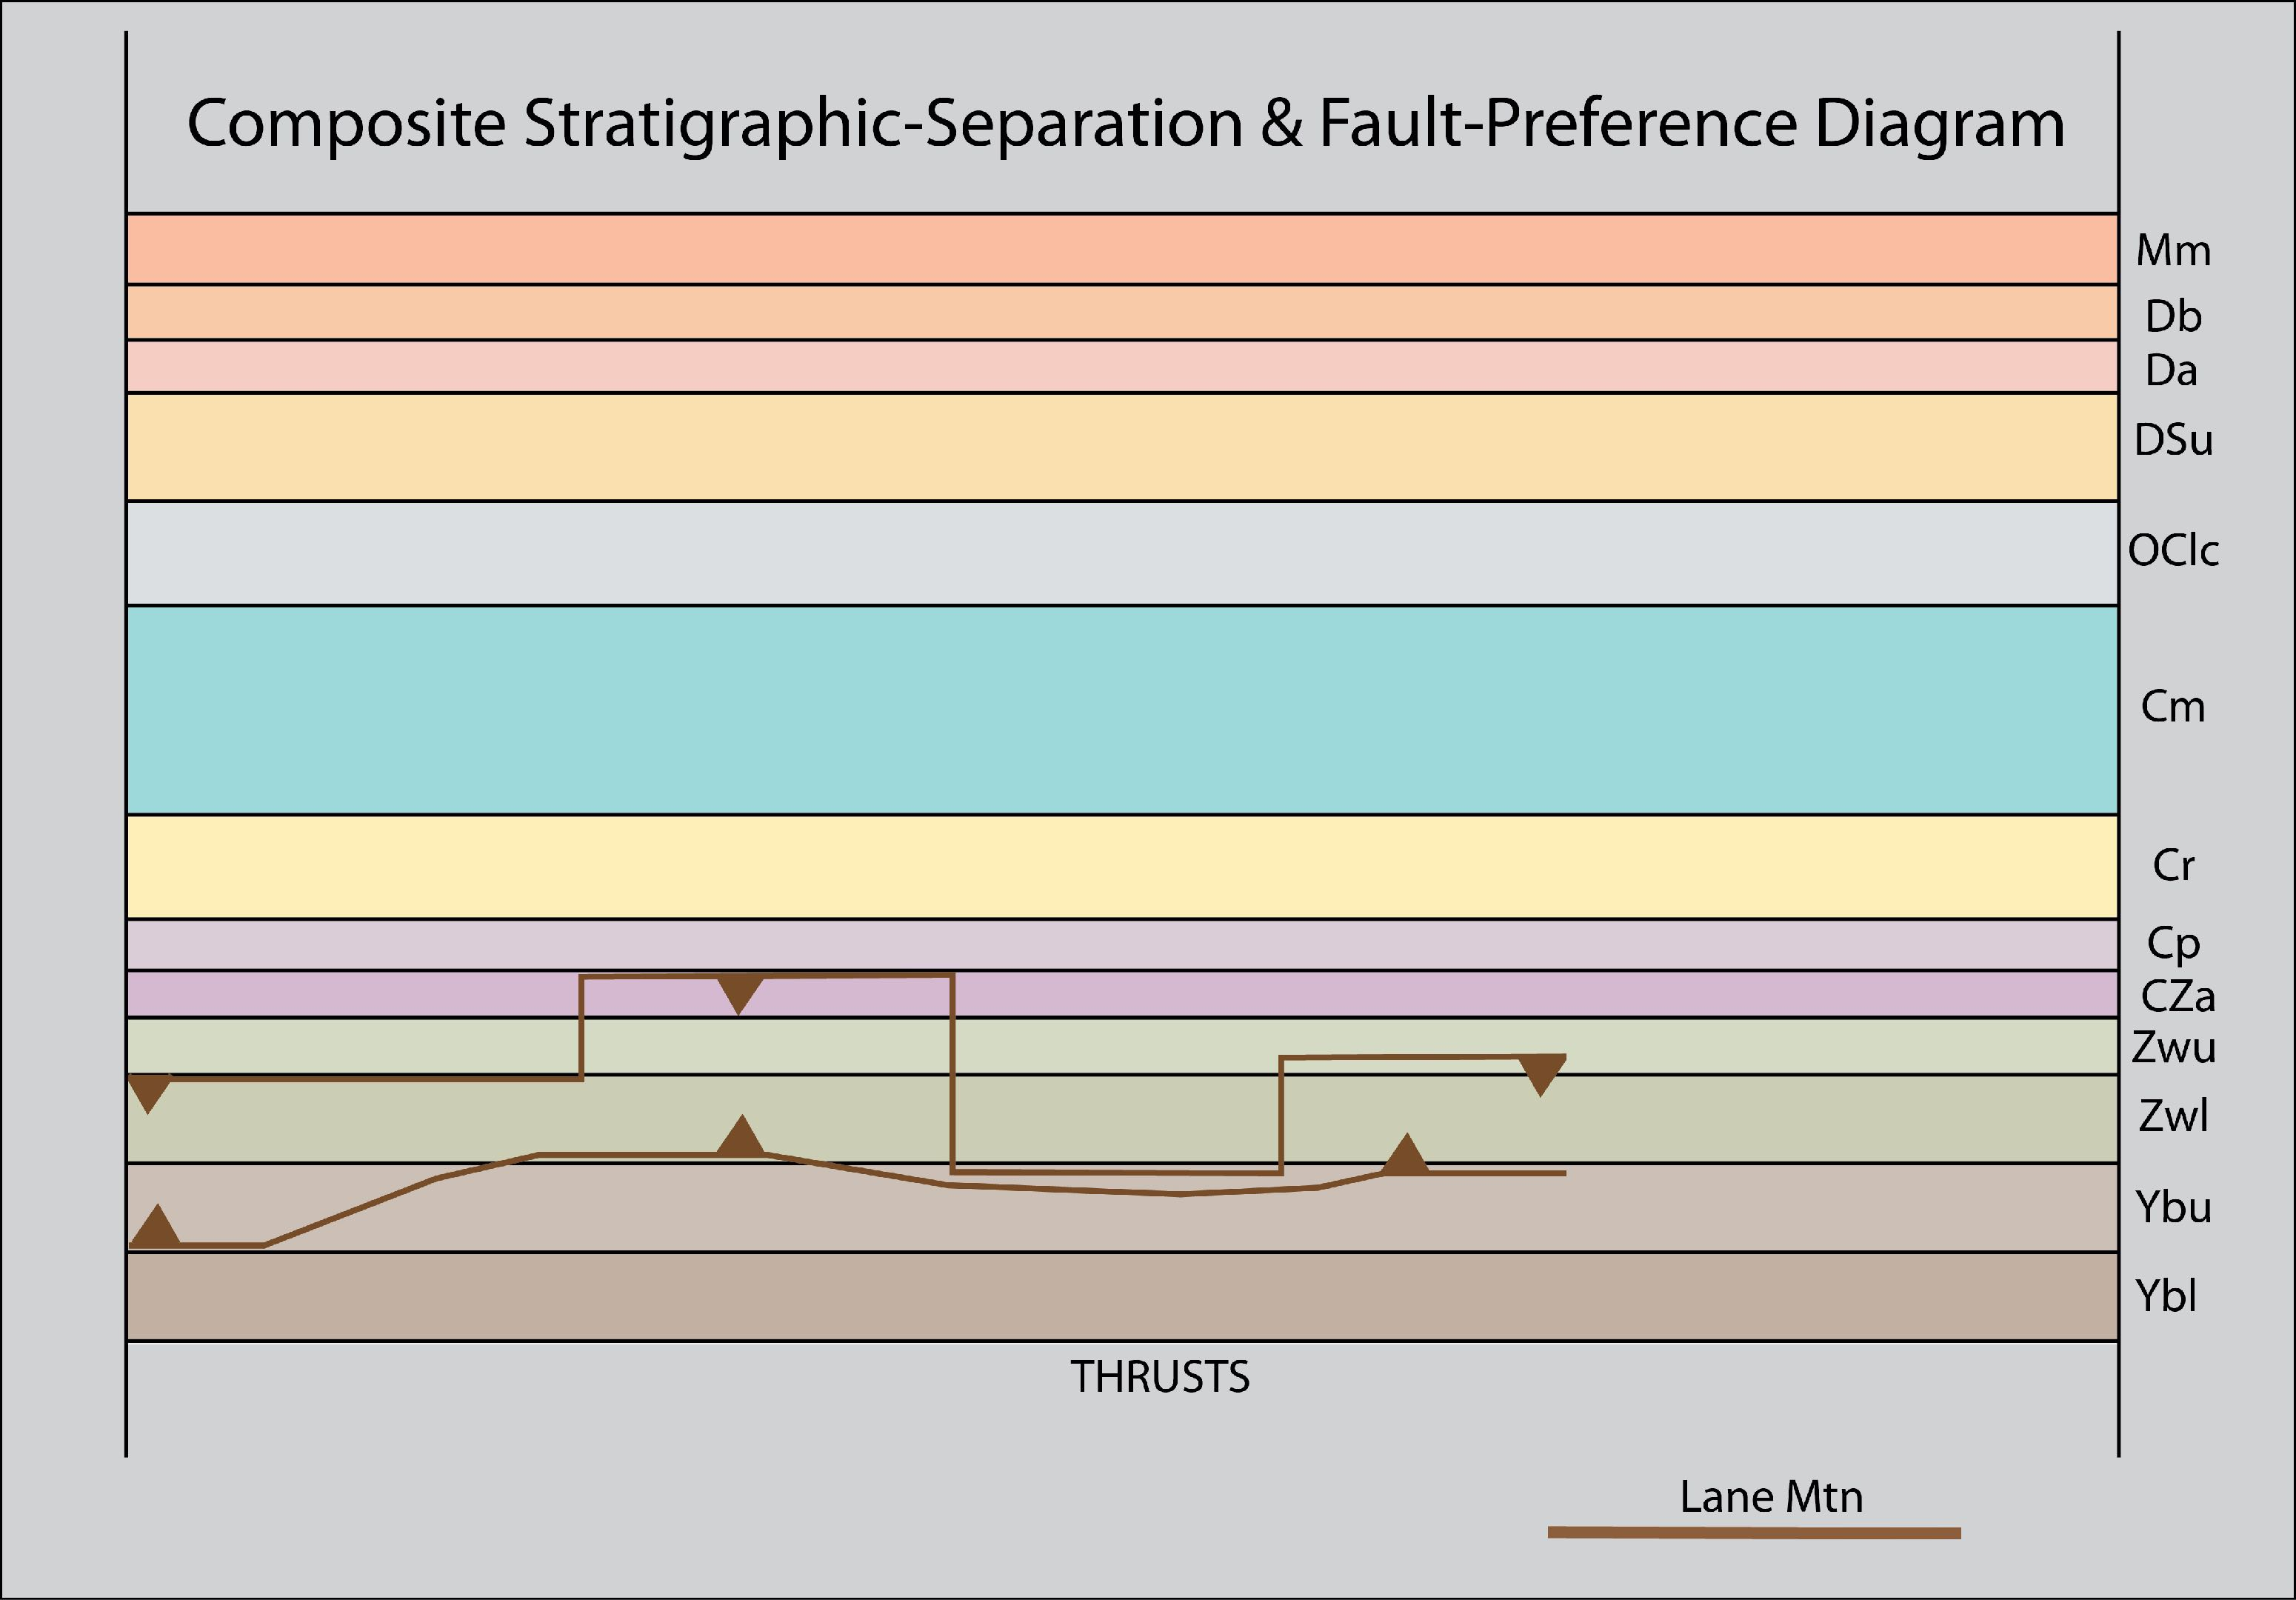 Composite Stratigraphic-Separation & Fault-Preference Diagram
Mm
Db
Da
DSu
OClc
Cm
Cr
Cp
CZa
Zwu
Zwl
Ybu
Ybl
THRUSTS
Lane Mtn